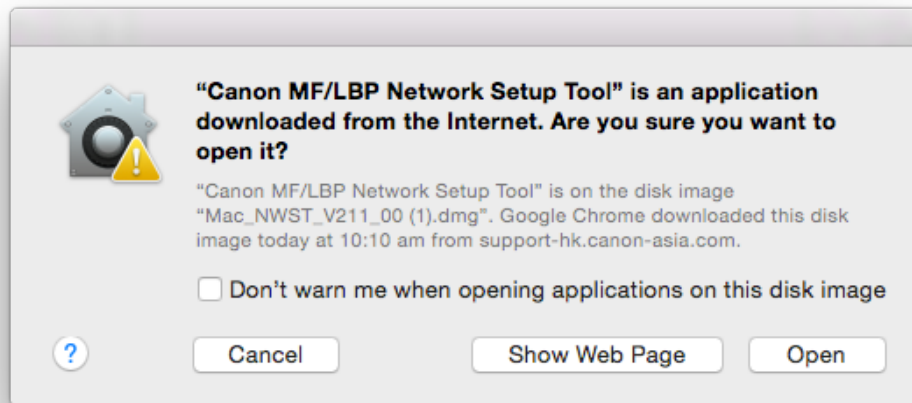 “Canon MF/LBP Network Setup Tool” is an application
downloaded from the Internet. Are you sure you want to
open it?
“Canon MF/LBP Network Setup Tool” is on the disk image
“Mac_NWST_V211_00 (1).dmg”. Google Chrome downloaded this disk
image today at 10:10 am from support-hk.canon-asia.com.
Don’t warn me when opening applications on this disk image
? Cancel Show Web Page Open